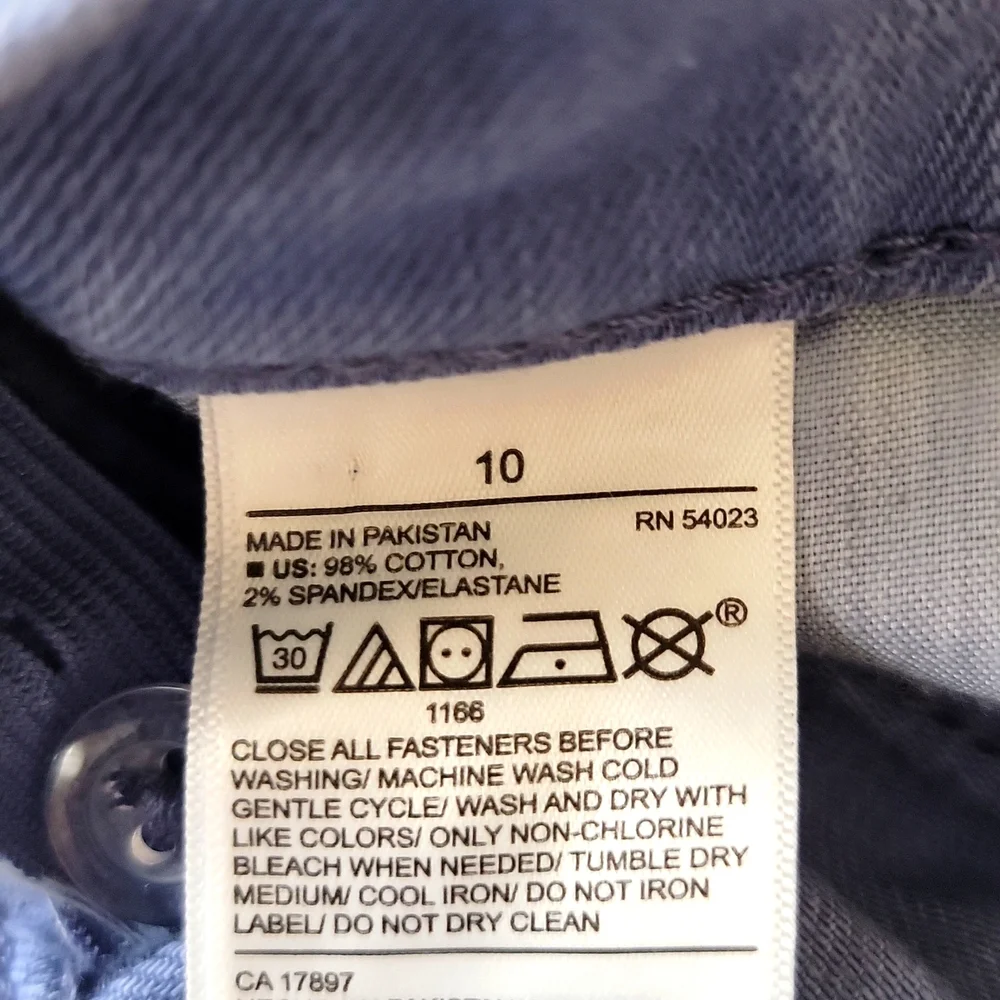 10
RN 54023
MADE IN PAKISTAN
■ US: 98% COTTON,
2% SPANDEX/ELASTANE
30
®
1166
CLOSE ALL FASTENERS BEFORE
WASHING/ MACHINE WASH COLD
GENTLE CYCLE/ WASH AND DRY WITH
LIKE COLORS/ ONLY NON-CHLORINE
BLEACH WHEN NEEDED/ TUMBLE DRY
MEDIUM/ COOL IRON/ DO NOT IRON
LABEL/ DO NOT DRY CLEAN
CA 17897